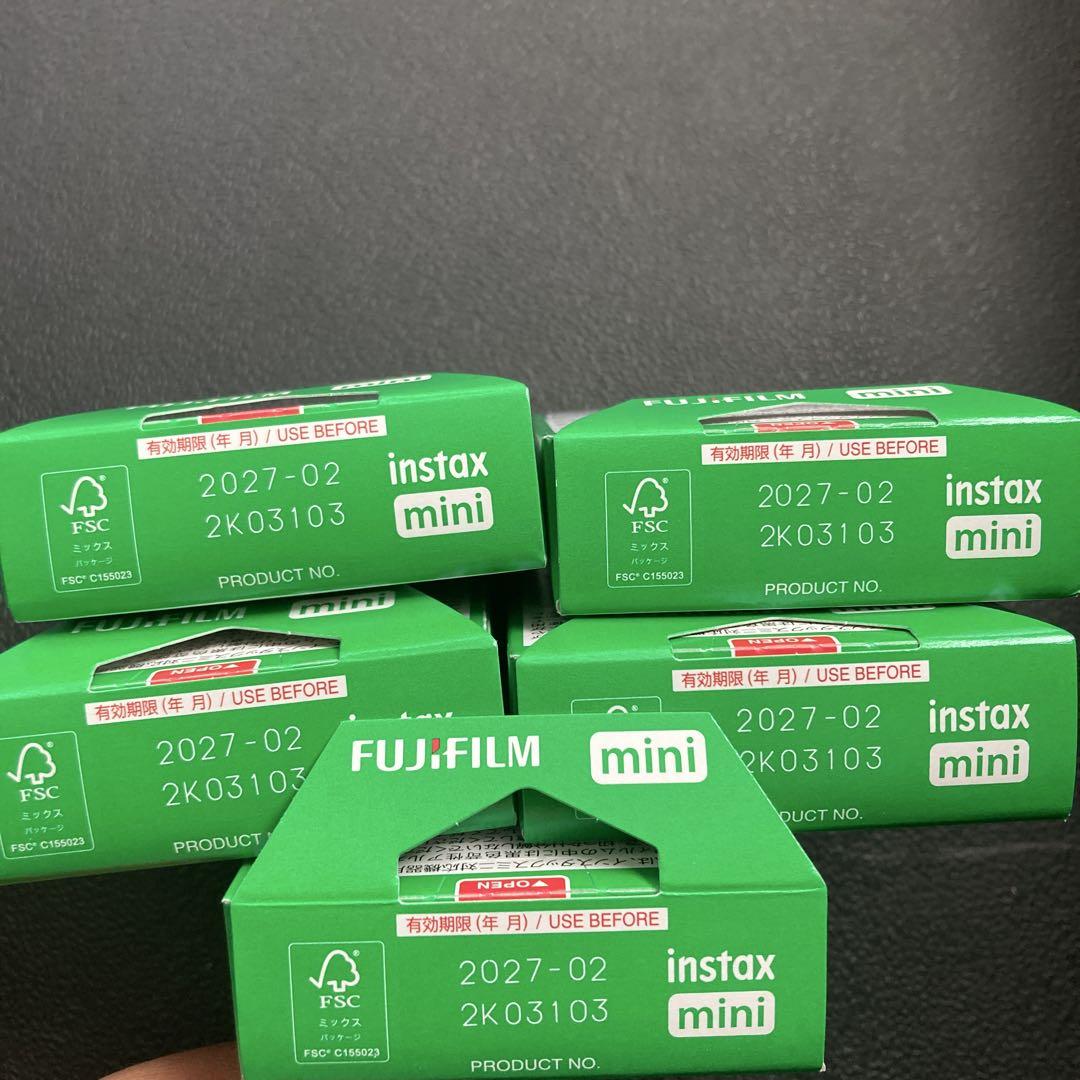 FUJIFILM mini
有効期限(年 月) / USE BEFORE
2027-02
2K03103
instax
mini
FSC
ミックス
パッケージ
FSC® C155023
PRODUCT NO.
FUJIFILM mini
有効期限(年 月) / USE BEFORE
2027-02
2K03103
instax
mini
FSC
ミックス
パッケージ
FSC® C155023
PRODUCT NO.
FUJIFILM mini
▼OPEN
有効期限(年 月) / USE BEFORE
2027-02
2K03103
instax
FSC
ミックス
パッケージ
FSC® C155023
PRODUCT
▼OPEN
有効期限(年 月) / USE BEFORE
2027-02
2K03103
instax
mini
UCT NO.
FUJIFILM mini
▼OPEN
有効期限(年 月) / USE BEFORE
2027-02
2K03103
instax
mini
FSC
ミックス
パッケージ
FSC® C155023
PRODUCT NO.